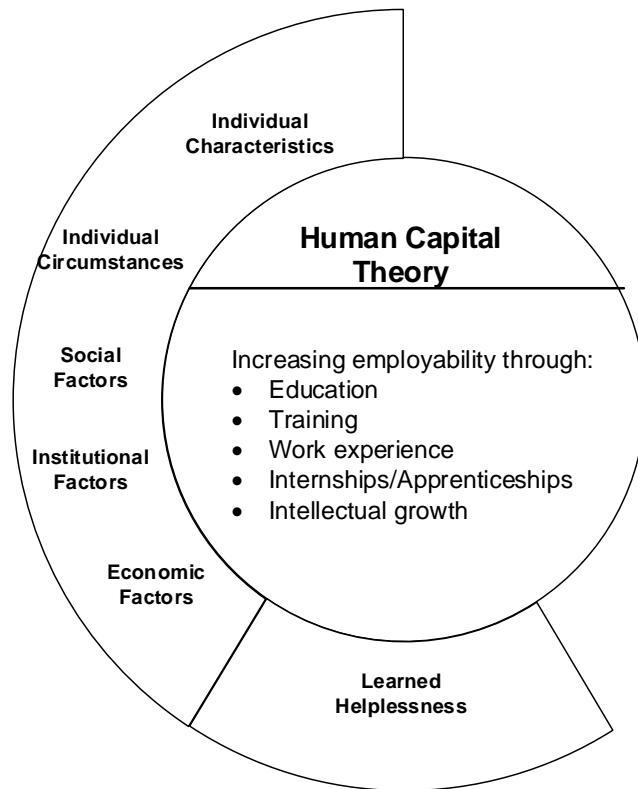 Individual
Characteristics
Individual
Circumstances
Human Capital
Theory
Social
Factors
Increasing employability through:
• Education
• Training
• Work experience
• Internships/Apprenticeships
• Intellectual growth
Institutional
Factors
Economic
Factors
Learned
Helplessness